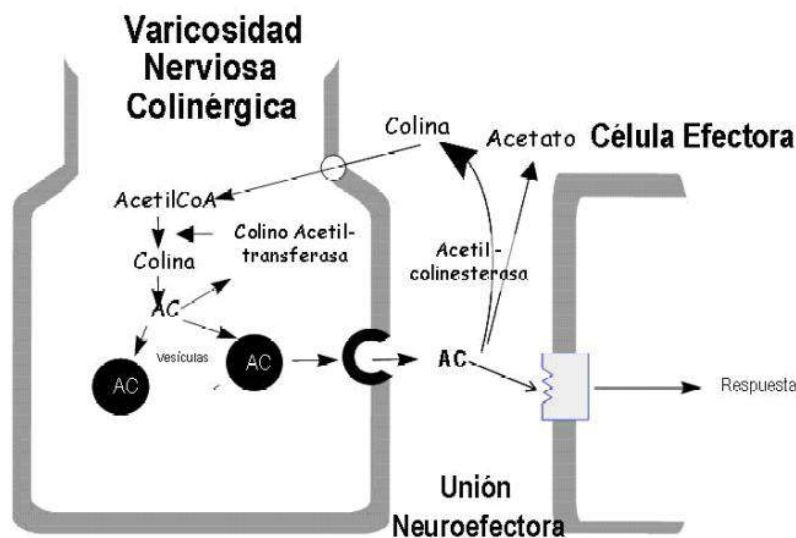 Varicosidad
Nerviosa
Colinérgica
Colina
Acetato
Célula Efectora
AcetilCoA
Colino Acetil-
transferasa
Colina
Acetil -
colinesterasa
AC
Vesículas
AC
AC
AC
Respuesta
Unión
Neuroefectora